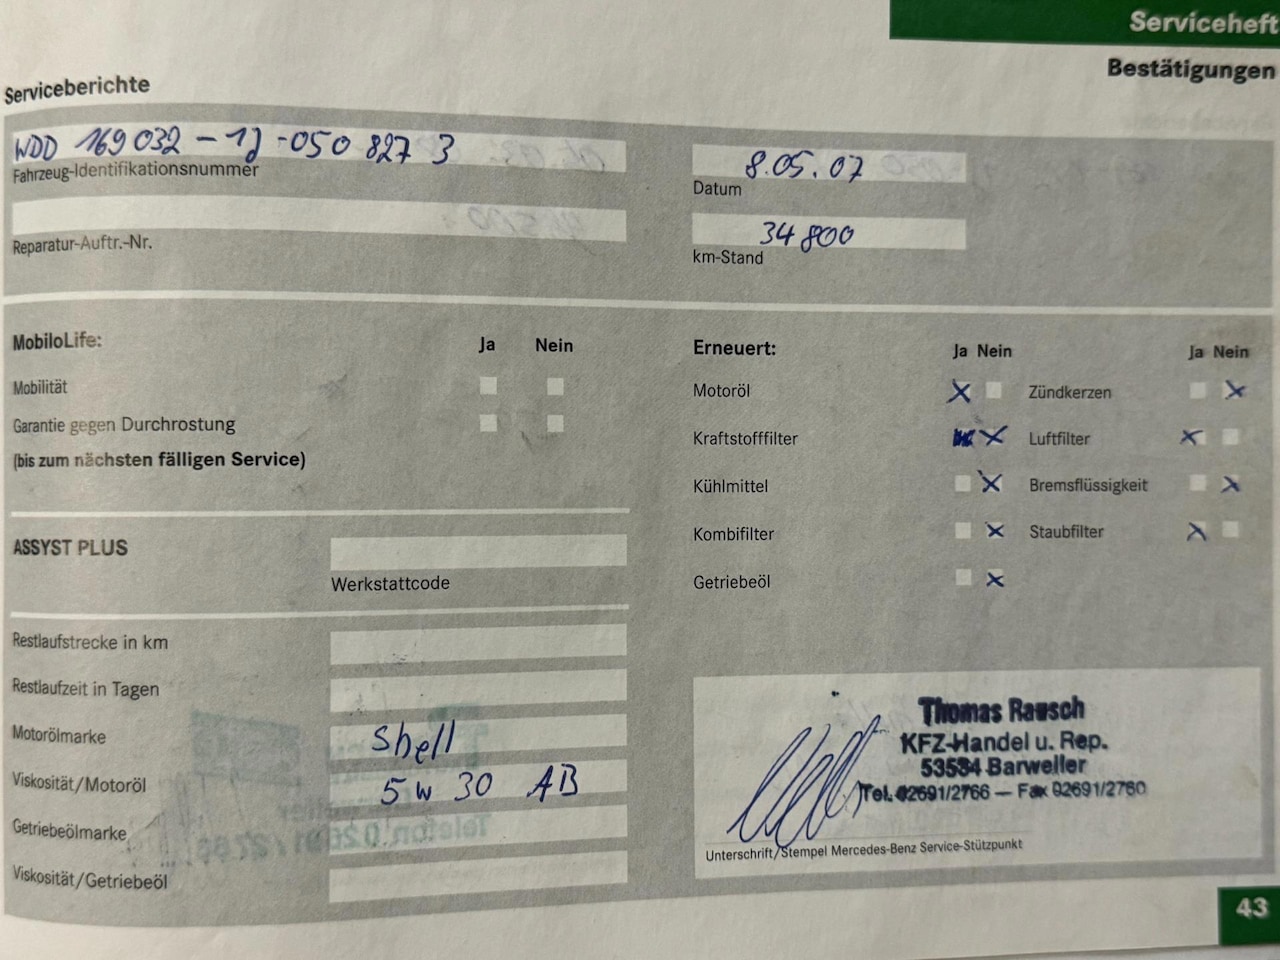 Serviceheft
Bestätigungen
Serviceberichte
WDD 169 032 - 1J - 050 827 3
Fahrzeug-Identifikationsnummer
8.05.07
Datum
Reparatur-Auftr.-Nr.
34 800
km-Stand
MobiloLife:
Ja Nein
Mobilität
Garantie gegen Durchrostung
(bis zum nächsten fälligen Service)
Erneuert:
Ja Nein
Ja Nein
Motoröl
Zündkerzen
Kraftstofffilter
Luftfilter
Kühlmittel
Bremsflüssigkeit
Kombifilter
Staubfilter
Getriebeöl
ASSYST PLUS
Werkstattcode
Restlaufstrecke in km
Restlaufzeit in Tagen
Motorölmarke
Shell
Viskosität/Motoröl
5 W 30 AB
Getriebeölmarke
Viskosität/Getriebeöl
Thomas Rausch
KFZ-Handel u. Rep.
53534 Barweiler
Tel. 02691/2766 — Fax 02691/2760
Unterschrift/Stempel Mercedes-Benz Service-Stützpunkt
43